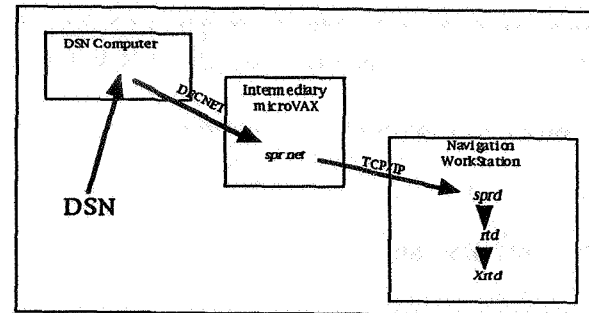 DSN Computer
DECNET
Intermediary
microVAX
spr.net
TCP/IP
Navigation
WorkStation
DSN
sprd
rtd
Xrtd